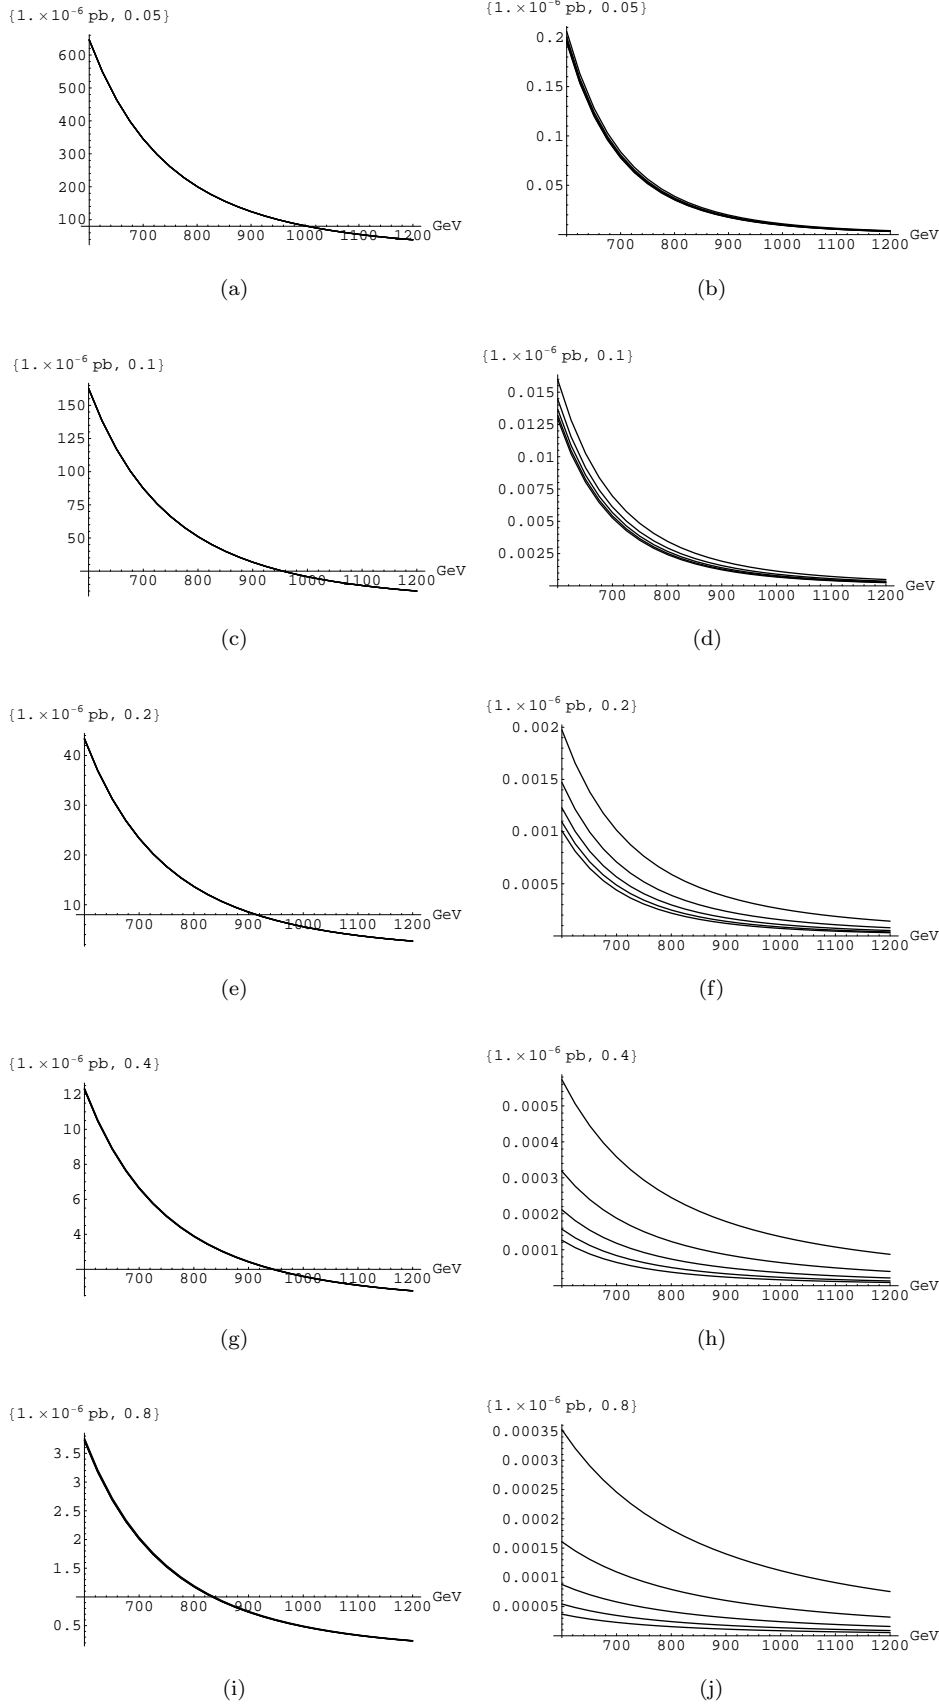 {1. ×10⁻⁶ pb, 0.05}
600
500
400
300
200
100
700 800 900 1000 1100 1200 GeV
(a)
{1. ×10⁻⁶ pb, 0.05}
0.2
0.15
0.1
0.05
700 800 900 1000 1100 1200 GeV
(b)
{1. ×10⁻⁶ pb, 0.1}
150
125
100
75
50
700 800 900 1000 1100 1200 GeV
(c)
{1. ×10⁻⁶ pb, 0.1}
0.015
0.0125
0.01
0.0075
0.005
0.0025
700 800 900 1000 1100 1200 GeV
(d)
{1. ×10⁻⁶ pb, 0.2}
40
30
20
10
700 800 900 1000 1100 1200 GeV
(e)
{1. ×10⁻⁶ pb, 0.2}
0.002
0.0015
0.001
0.0005
700 800 900 1000 1100 1200 GeV
(f)
{1. ×10⁻⁶ pb, 0.4}
12
10
8
6
4
700 800 900 1000 1100 1200 GeV
(g)
{1. ×10⁻⁶ pb, 0.4}
0.0005
0.0004
0.0003
0.0002
0.0001
700 800 900 1000 1100 1200 GeV
(h)
{1. ×10⁻⁶ pb, 0.8}
3.5
3
2.5
2
1.5
0.5
700 800 900 1000 1100 1200 GeV
(i)
{1. ×10⁻⁶ pb, 0.8}
0.00035
0.0003
0.00025
0.0002
0.00015
0.0001
0.00005
700 800 900 1000 1100 1200 GeV
(j)